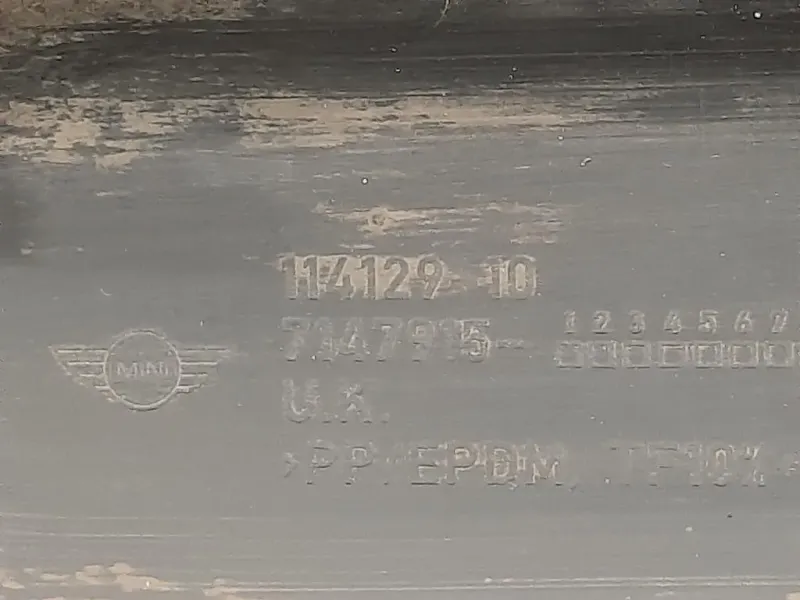 114129 10
7147915
1 2 3 4 5 6 7
MINI
U.K.
>PP/EPDM, TF10%